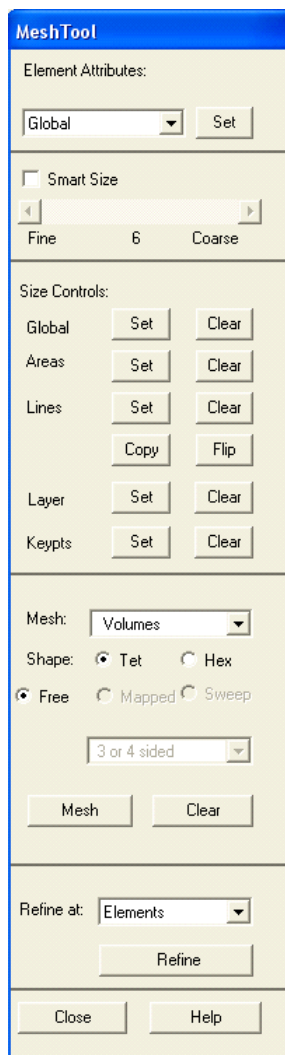 MeshTool
Element Attributes:
Global Set
Smart Size
Fine 6 Coarse
Size Controls:
Global Set Clear
Areas Set Clear
Lines Set Clear
Copy Flip
Layer Set Clear
Keypts Set Clear
Mesh: Volumes
Shape: Tet Hex
Free Mapped Sweep
3 or 4 sided
Mesh Clear
Refine at: Elements
Refine
Close Help